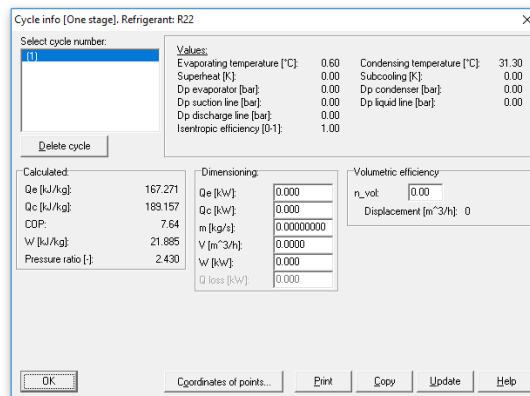 Cycle info [One stage]. Refrigerant: R22
Select cycle number:
(1)
Delete cycle
Values:
Evaporating temperature [°C]: 0.60 Condensing temperature [°C]: 31.30
Superheat [K]: 0.00 Subcooling [K]: 0.00
Dp evaporator [bar]: 0.00 Dp condenser [bar]: 0.00
Dp suction line [bar]: 0.00 Dp liquid line [bar]: 0.00
Dp discharge line [bar]: 0.00
Isentropic efficiency [0-1]: 1.00
Calculated:
Qe [kJ/kg]: 167.271
Qc [kJ/kg]: 189.157
COP: 7.64
W [kJ/kg]: 21.885
Pressure ratio [-]: 2.430
Dimensioning:
Qe [kW]: 0.000
Qc [kW]: 0.000
m [kg/s]: 0.00000000
V [m^3/h]: 0.0000
W [kW]: 0.000
Q loss [kW]: 0.000
Volumetric efficiency
n_vol: 0.00
Displacement [m^3/h]: 0
OK Coordinates of points... Print Copy Update Help